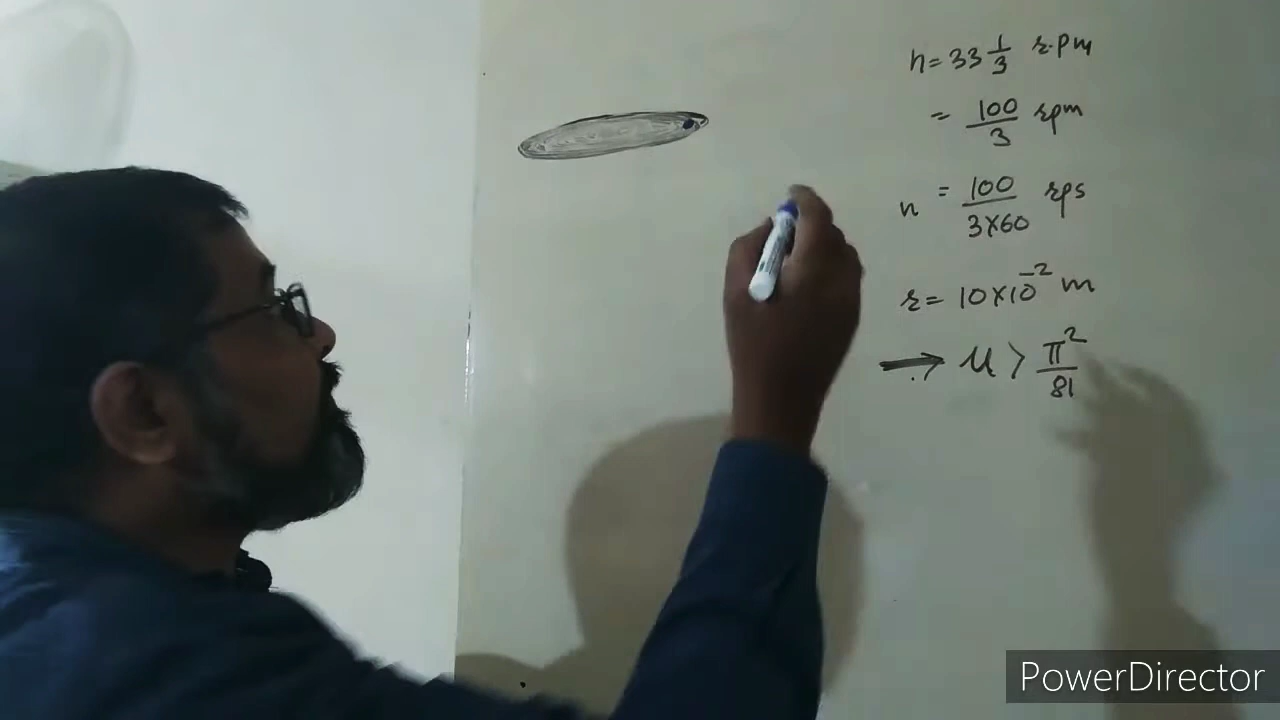 n = 33 1/3 r.pm
= 100/3 rpm
n = 100/3×60 rps
r = 10×10⁻² m
→ μ > π²/81
PowerDirector